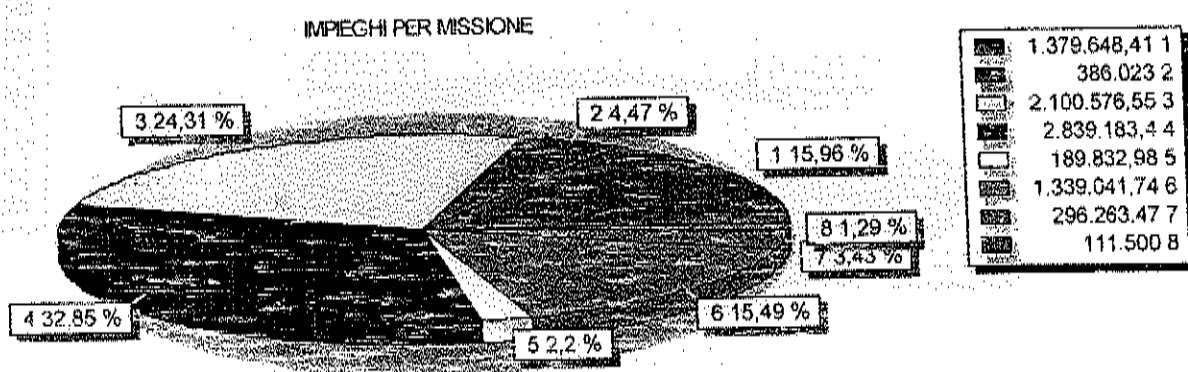 IMPIEGHI PER MISSIONE
3 24,31 %
2 4,47 %
1 15,96 %
8 1,29 %
7 3,43 %
6 15,49 %
5 2,2 %
4 32,85 %
1.379.648,41 1
386.023 2
2.100.576,55 3
2.839.183,4 4
189.832,98 5
1.339.041,74 6
296.263,47 7
111.500 8